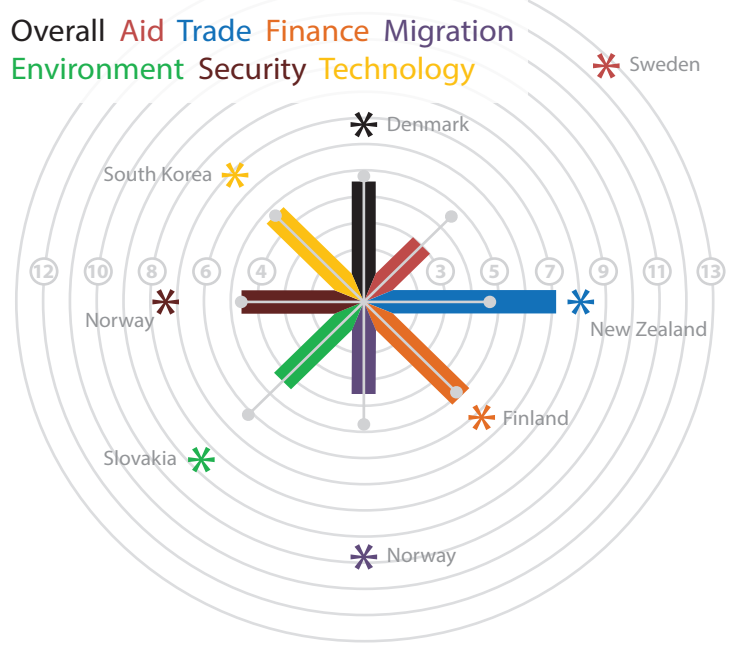 Overall Aid Trade Finance Migration
Environment Security Technology
Sweden
Denmark
South Korea
12 10 8 6 4 3 5 7 9 11 13
Norway
New Zealand
Finland
Slovakia
Norway